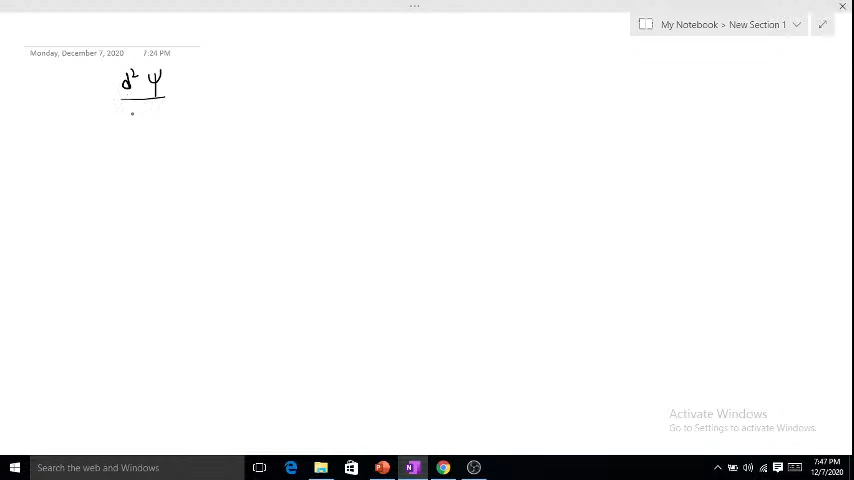 ...
My Notebook > New Section 1
Monday, December 7, 2020 7:24 PM
d² ψ
Activate Windows
Go to Settings to activate Windows.
Search the web and Windows
7:47 PM
12/7/2020